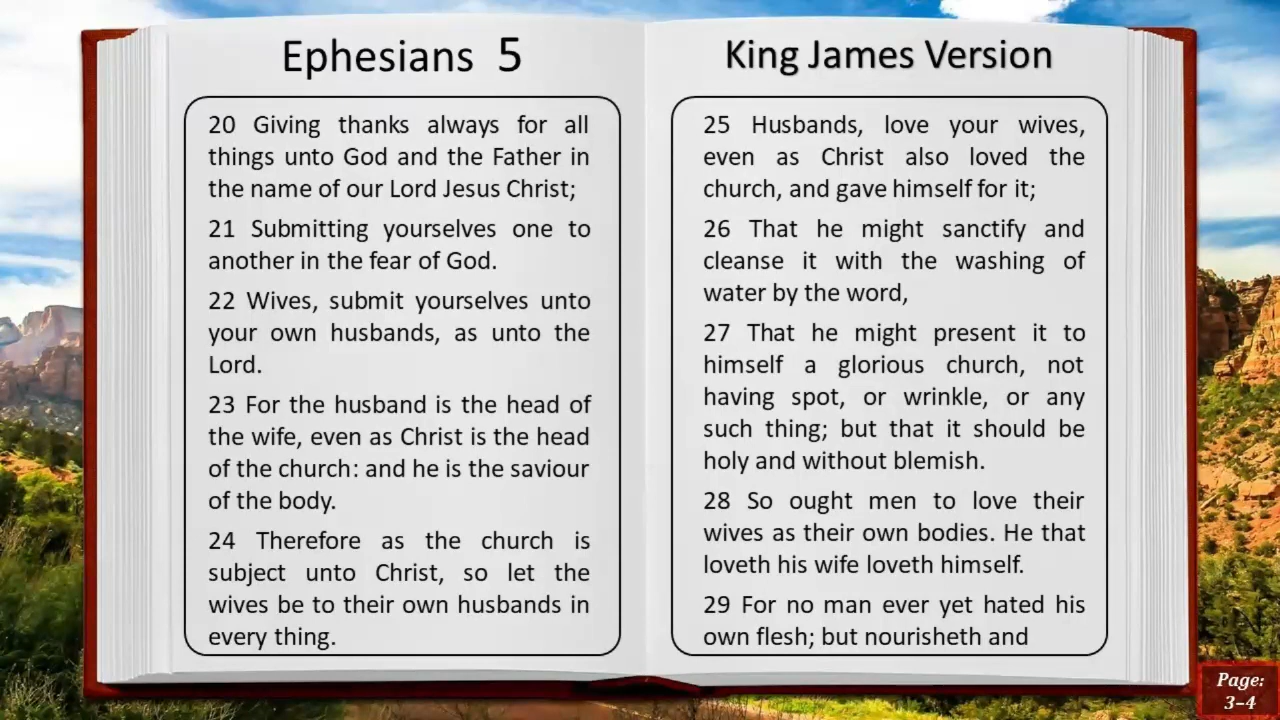 Ephesians 5
20 Giving thanks always for all
things unto God and the Father in
the name of our Lord Jesus Christ;
21 Submitting yourselves one to
another in the fear of God.
22 Wives, submit yourselves unto
your own husbands, as unto the
Lord.
23 For the husband is the head of
the wife, even as Christ is the head
of the church: and he is the saviour
of the body.
24 Therefore as the church is
subject unto Christ, so let the
wives be to their own husbands in
every thing.
King James Version
25 Husbands, love your wives,
even as Christ also loved the
church, and gave himself for it;
26 That he might sanctify and
cleanse it with the washing of
water by the word,
27 That he might present it to
himself a glorious church, not
having spot, or wrinkle, or any
such thing; but that it should be
holy and without blemish.
28 So ought men to love their
wives as their own bodies. He that
loveth his wife loveth himself.
29 For no man ever yet hated his
own flesh; but nourisheth and
Page:
3–4